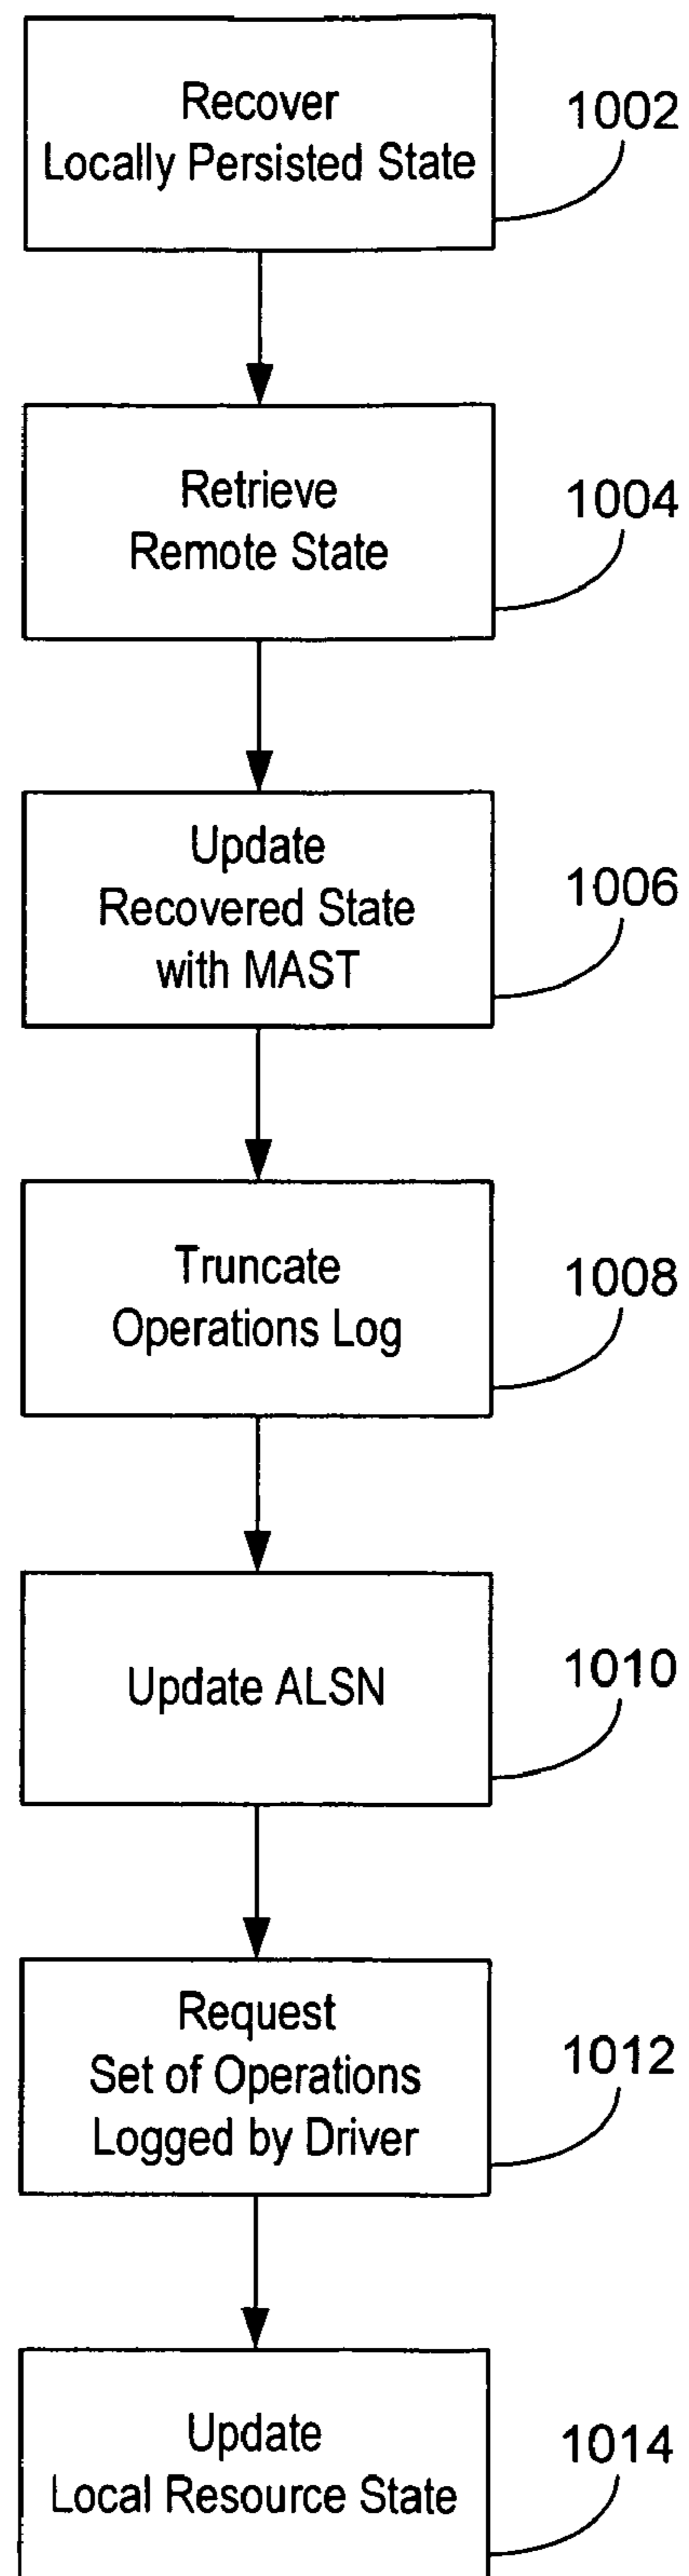 Recover
Locally Persisted State
1002
Retrieve
Remote State
1004
Update
Recovered State
with MAST
1006
Truncate
Operations Log
1008
Update ALSN
1010
Request
Set of Operations
Logged by Driver
1012
Update
Local Resource State
1014